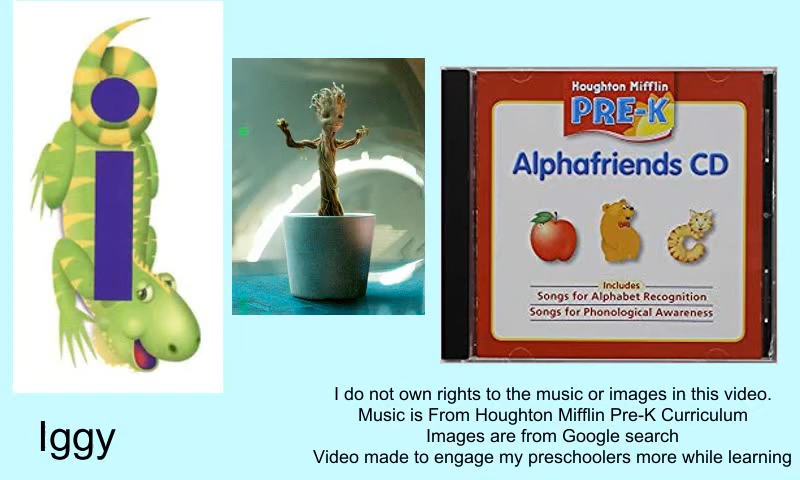 Houghton Mifflin
PRE-K
Alphafriends CD
Includes
Songs for Alphabet Recognition
Songs for Phonological Awareness
Iggy
I do not own rights to the music or images in this video.
Music is From Houghton Mifflin Pre-K Curriculum
Images are from Google search
Video made to engage my preschoolers more while learning